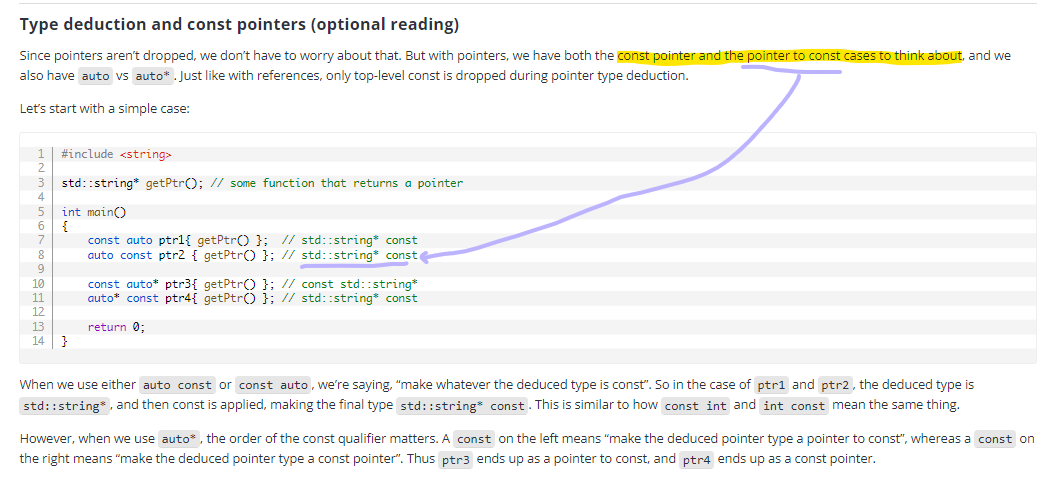 Type deduction and const pointers (optional reading)
Since pointers aren’t dropped, we don’t have to worry about that. But with pointers, we have both the const pointer and the pointer to const cases to think about, and we
also have auto vs auto* . Just like with references, only top-level const is dropped during pointer type deduction.
Let’s start with a simple case:
1 #include <string>
2
3 std::string* getPtr(); // some function that returns a pointer
4
5 int main()
6 {
7     const auto ptr1{ getPtr() };  // std::string* const
8     auto const ptr2 { getPtr() }; // std::string* const
9
10     const auto* ptr3{ getPtr() }; // const std::string*
11     auto* const ptr4{ getPtr() }; // std::string* const
12
13     return 0;
14 }
When we use either auto const or const auto , we’re saying, “make whatever the deduced type is const”. So in the case of ptr1 and ptr2 , the deduced type is
std::string* , and then const is applied, making the final type std::string* const . This is similar to how const int and int const mean the same thing.
However, when we use auto* , the order of the const qualifier matters. A const on the left means “make the deduced pointer type a pointer to const”, whereas a const on
the right means “make the deduced pointer type a const pointer”. Thus ptr3 ends up as a pointer to const, and ptr4 ends up as a const pointer.